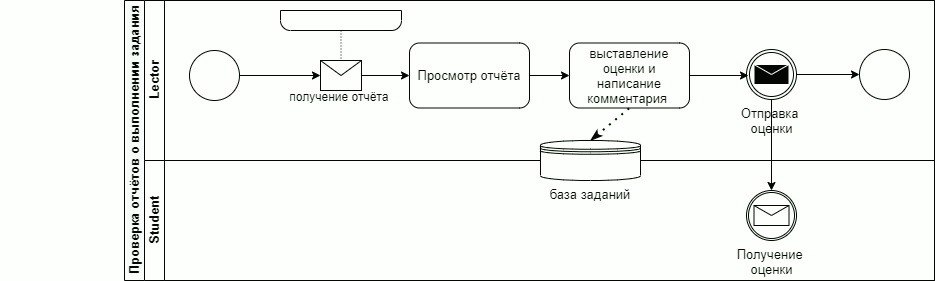 Проверка отчётов о выполнении задания
Lector
Student
получение отчёта
Просмотр отчёта
выставление
оценки и
написание
комментария
Отправка
оценки
база заданий
Получение
оценки